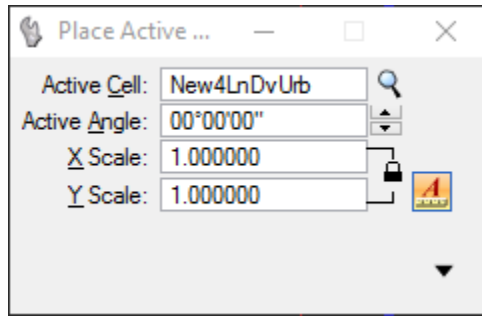 Place Active ...
Active Cell: New4LnDvUrb
Active Angle: 00°00'00"
X Scale: 1.000000
Y Scale: 1.000000
A